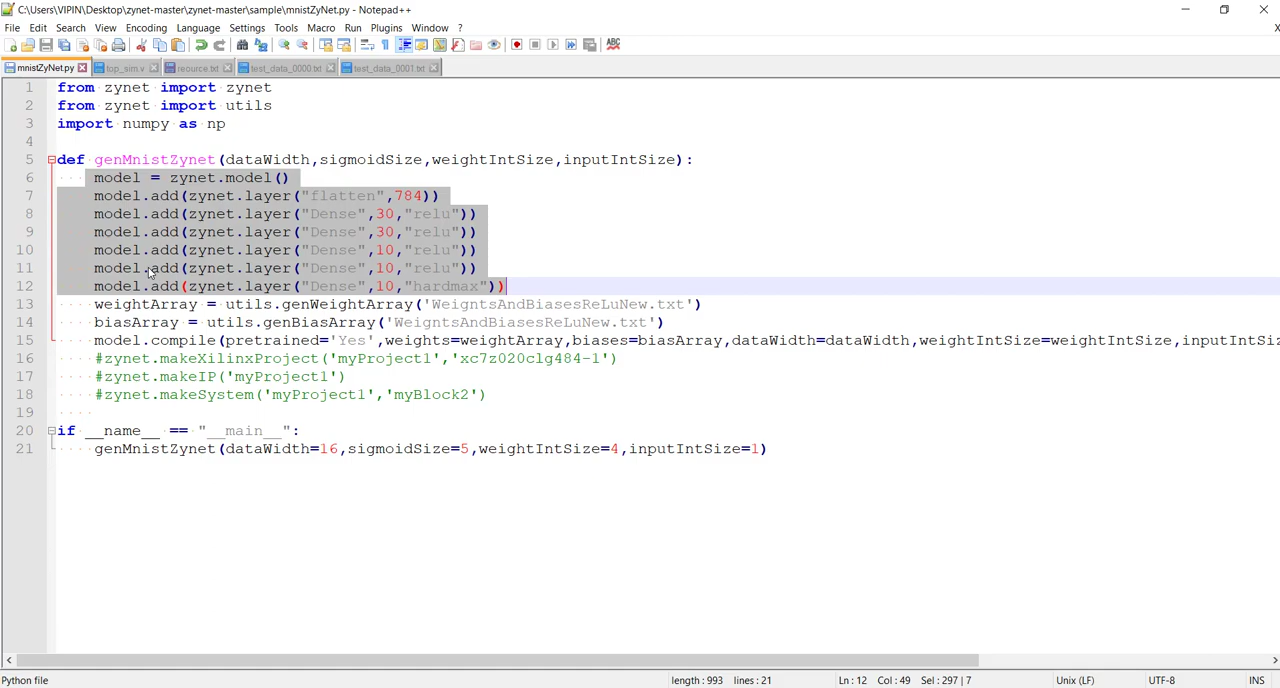 C:\Users\VIPIN\Desktop\zynet-master\zynet-master\sample\mnistZyNet.py - Notepad++
File Edit Search View Encoding Language Settings Tools Macro Run Plugins Window ? X
mnistZyNet.py top_sim.v reource.txt test_data_0000.txt test_data_0001.txt
1 from zynet import zynet
2 from zynet import utils
3 import numpy as np
4
5 def genMnistZynet(dataWidth,sigmoidSize,weightIntSize,inputIntSize):
6 model = zynet.model()
7 model.add(zynet.layer("flatten",784))
8 model.add(zynet.layer("Dense",30,"relu"))
9 model.add(zynet.layer("Dense",30,"relu"))
10 model.add(zynet.layer("Dense",10,"relu"))
11 model.add(zynet.layer("Dense",10,"relu"))
12 model.add(zynet.layer("Dense",10,"hardmax"))
13 weightArray = utils.genWeightArray('WeigntsAndBiasesReLuNew.txt')
14 biasArray = utils.genBiasArray('WeigntsAndBiasesReLuNew.txt')
15 model.compile(pretrained='Yes',weights=weightArray,biases=biasArray,dataWidth=dataWidth,weightIntSize=weightIntSize,inputIntSiz
16 #zynet.makeXilinxProject('myProject1','xc7z020clg484-1')
17 #zynet.makeIP('myProject1')
18 #zynet.makeSystem('myProject1','myBlock2')
19
20 if __name__ == "__main__":
21 genMnistZynet(dataWidth=16,sigmoidSize=5,weightIntSize=4,inputIntSize=1)
Python file length : 993 lines : 21 Ln : 12 Col : 49 Sel : 297 | 7 Unix (LF) UTF-8 INS